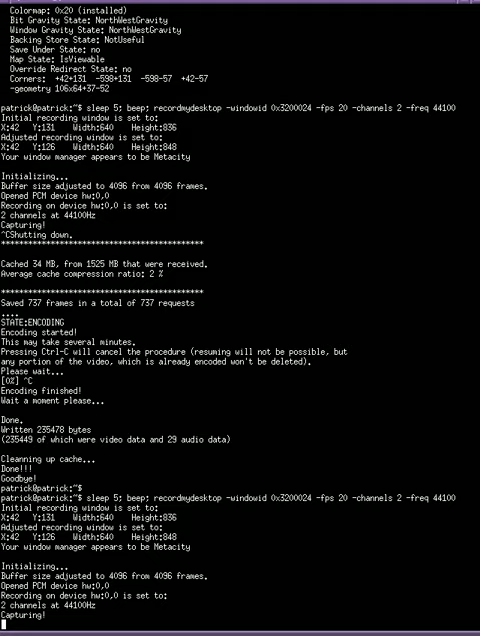 Colormap: 0x20 (installed)
Bit Gravity State: NorthWestGravity
Window Gravity State: NorthWestGravity
Backing Store State: NotUseful
Save Under State: no
Map State: IsViewable
Override Redirect State: no
Corners:  +42+131  -598+131  -598-57  +42-57
-geometry 106x64+37-52
patrick@patrick:~$ sleep 5; beep; recordmydesktop -windowid 0x3200024 -fps 20 -channels 2 -freq 44100
Initial recording window is set to:
X:42   Y:131    Width:640    Height:836
Adjusted recording window is set to:
X:42   Y:126    Width:640    Height:848
Your window manager appears to be Metacity
Initializing...
Buffer size adjusted to 4096 from 4096 frames.
Opened PCM device hw:0,0
Recording on device hw:0,0 is set to:
2 channels at 44100Hz
Capturing!
^CShutting down.
*********************************************
Cached 34 MB, from 1525 MB that were received.
Average cache compression ratio: 2 %
*********************************************
Saved 737 frames in a total of 737 requests
....
STATE:ENCODING
Encoding started!
This may take several minutes.
Pressing Ctrl-C will cancel the procedure (resuming will not be possible, but
any portion of the video, which is already encoded won't be deleted).
Please wait...
[0%] ^C
Encoding finished!
Wait a moment please...
Done.
Written 235478 bytes
(235449 of which were video data and 29 audio data)
Cleanning up cache...
Done!!!
Goodbye!
patrick@patrick:~$
patrick@patrick:~$ sleep 5; beep; recordmydesktop -windowid 0x3200024 -fps 20 -channels 2 -freq 44100
Initial recording window is set to:
X:42   Y:131    Width:640    Height:836
Adjusted recording window is set to:
X:42   Y:126    Width:640    Height:848
Your window manager appears to be Metacity
Initializing...
Buffer size adjusted to 4096 from 4096 frames.
Opened PCM device hw:0,0
Recording on device hw:0,0 is set to:
2 channels at 44100Hz
Capturing!